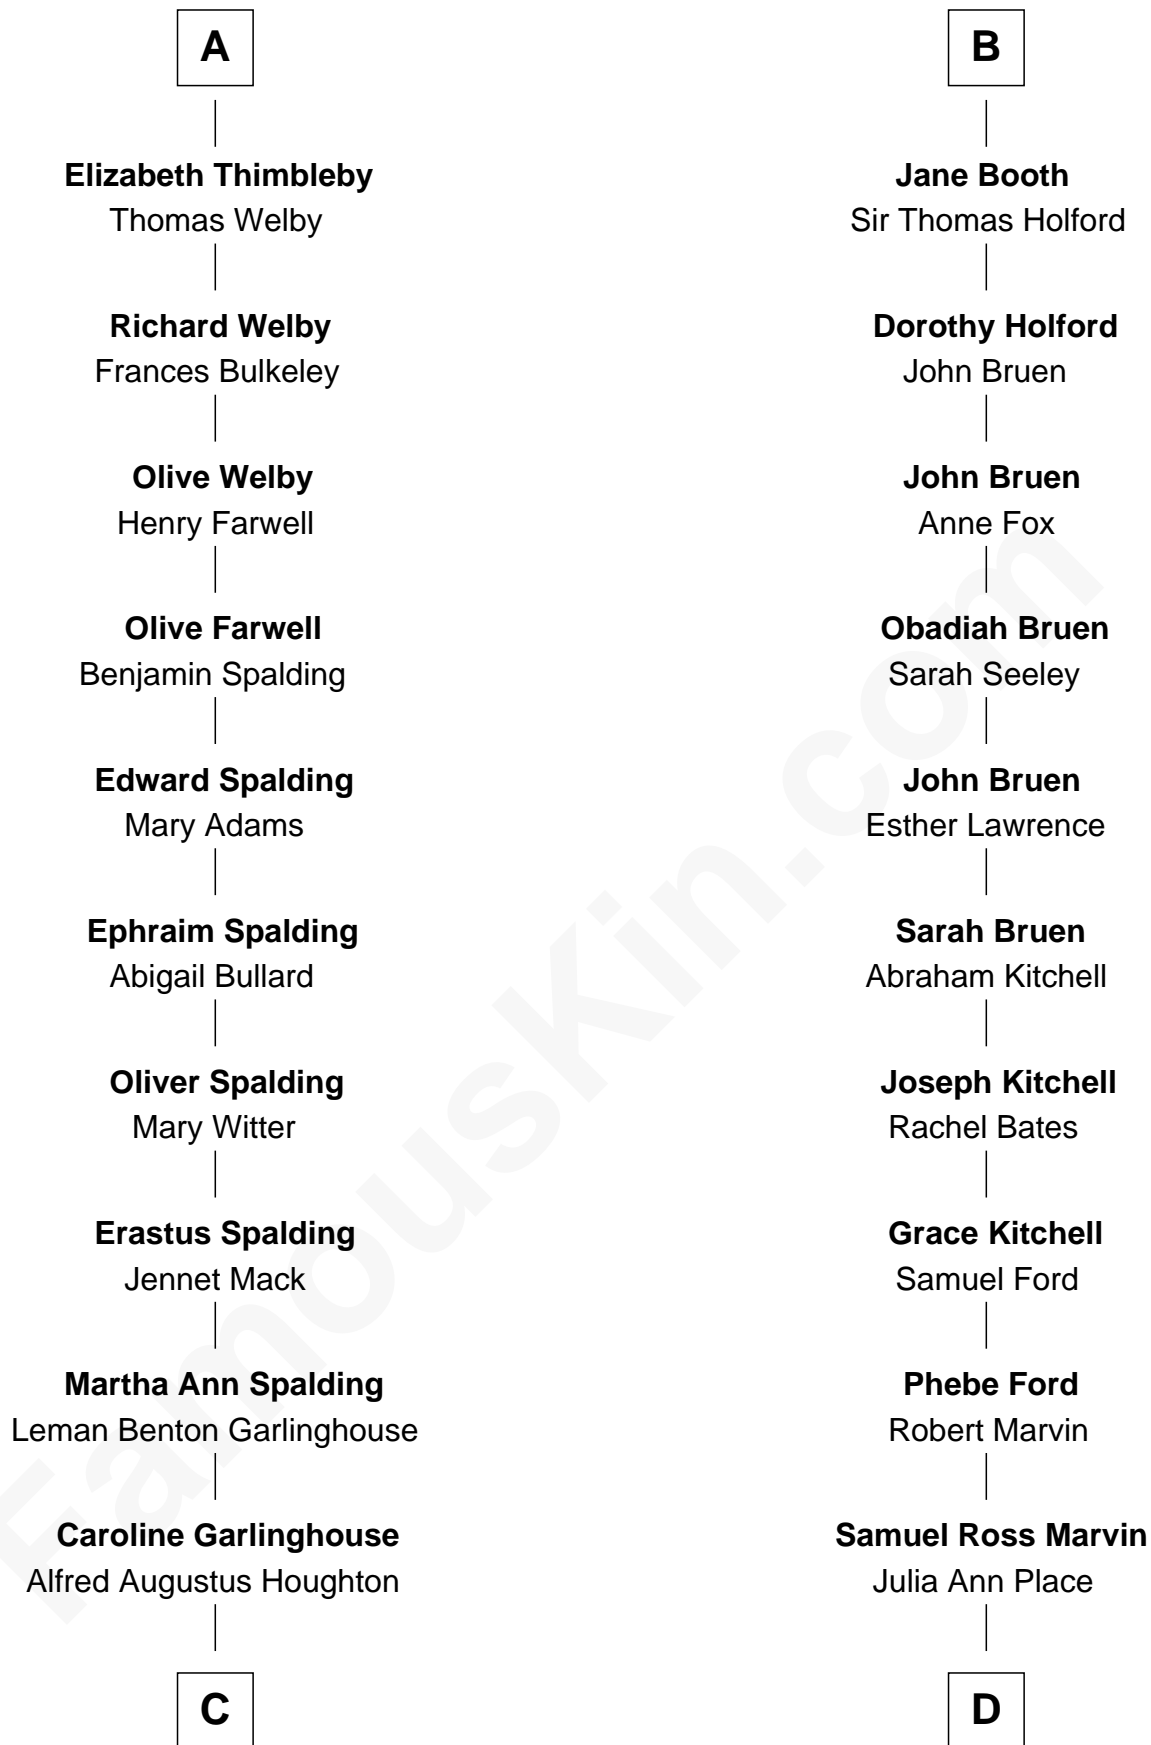 A
Elizabeth Thimbleby
Thomas Welby
Richard Welby
Frances Bulkeley
Olive Welby
Henry Farwell
Olive Farwell
Benjamin Spalding
Edward Spalding
Mary Adams
Ephraim Spalding
Abigail Bullard
Oliver Spalding
Mary Witter
Erastus Spalding
Jennet Mack
Martha Ann Spalding
Leman Benton Garlinghouse
Caroline Garlinghouse
Alfred Augustus Houghton
C
B
Jane Booth
Sir Thomas Holford
Dorothy Holford
John Bruen
John Bruen
Anne Fox
Obadiah Bruen
Sarah Seeley
John Bruen
Esther Lawrence
Sarah Bruen
Abraham Kitchell
Joseph Kitchell
Rachel Bates
Grace Kitchell
Samuel Ford
Phebe Ford
Robert Marvin
Samuel Ross Marvin
Julia Ann Place
D
FamousKin.com